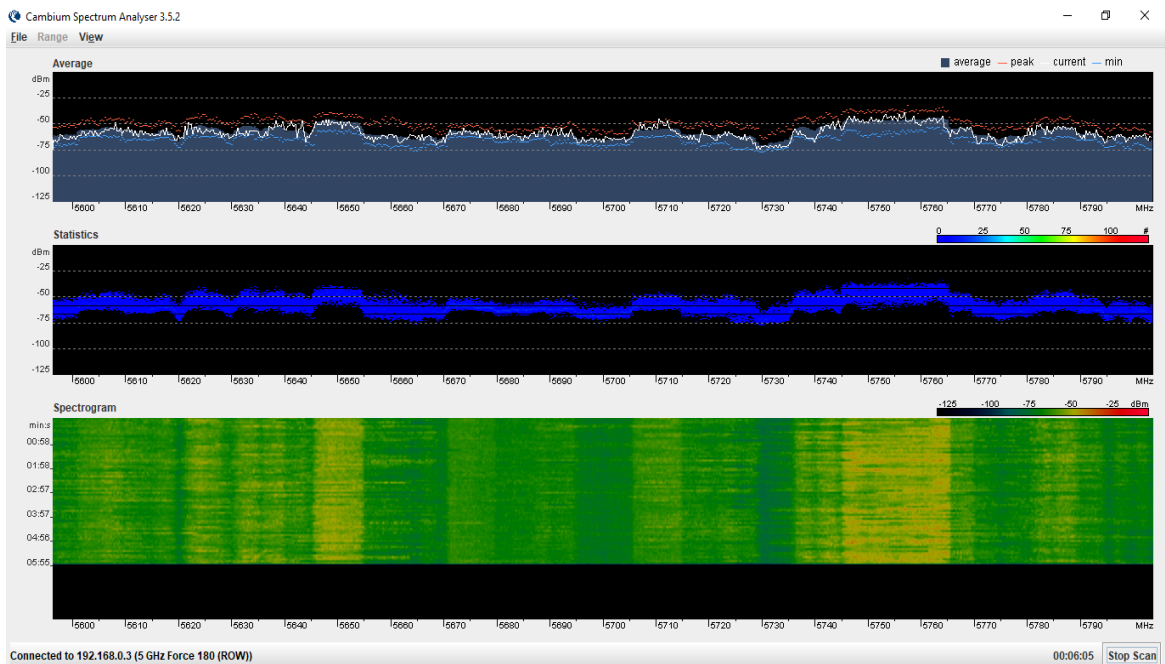 Cambium Spectrum Analyser 3.5.2
File Range View
Average
average peak current min
dBm
-25
-50
-75
-100
-125
5600 5610 5620 5630 5640 5650 5660 5670 5680 5690 5700 5710 5720 5730 5740 5750 5760 5770 5780 5790 MHz
Statistics
0 25 50 75 100 #
dBm
-25
-50
-75
-100
-125
5600 5610 5620 5630 5640 5650 5660 5670 5680 5690 5700 5710 5720 5730 5740 5750 5760 5770 5780 5790 MHz
Spectrogram
-125 -100 -75 -50 -25 dBm
min:s
00:58
01:58
02:57
03:57
04:56
05:55
5600 5610 5620 5630 5640 5650 5660 5670 5680 5690 5700 5710 5720 5730 5740 5750 5760 5770 5780 5790 MHz
Connected to 192.168.0.3 (5 GHz Force 180 (ROW)) 00:06:05 Stop Scan